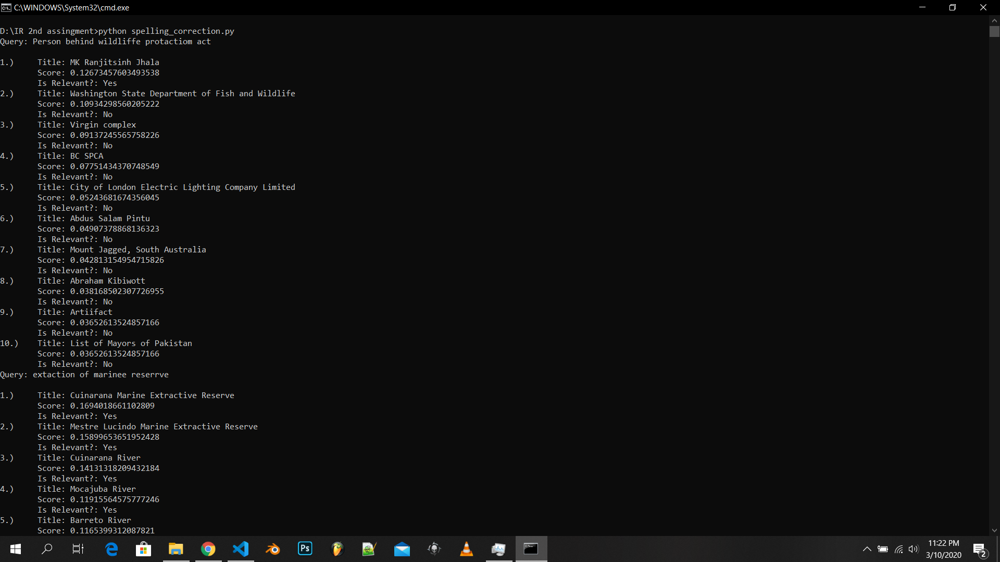 C:\WINDOWS\System32\cmd.exe
D:\IR 2nd assingment>python spelling_correction.py
Query: Person behind wildliffe protactiom act
1.) Title: MK Ranjitsinh Jhala
Score: 0.12673457603493538
Is Relevant?: Yes
2.) Title: Washington State Department of Fish and Wildlife
Score: 0.10934298560205222
Is Relevant?: No
3.) Title: Virgin complex
Score: 0.09137245565758226
Is Relevant?: No
4.) Title: BC SPCA
Score: 0.07751434370748549
Is Relevant?: No
5.) Title: City of London Electric Lighting Company Limited
Score: 0.05243681674356045
Is Relevant?: No
6.) Title: Abdus Salam Pintu
Score: 0.04907378868136323
Is Relevant?: No
7.) Title: Mount Jagged, South Australia
Score: 0.042813154954715826
Is Relevant?: No
8.) Title: Abraham Kibiwott
Score: 0.038168502307726955
Is Relevant?: No
9.) Title: Artiifact
Score: 0.03652613524857166
Is Relevant?: No
10.) Title: List of Mayors of Pakistan
Score: 0.03652613524857166
Is Relevant?: No
Query: extaction of marinee reserrve
1.) Title: Cuinarana Marine Extractive Reserve
Score: 0.1694018661102809
Is Relevant?: Yes
2.) Title: Mestre Lucindo Marine Extractive Reserve
Score: 0.15899653651952428
Is Relevant?: Yes
3.) Title: Cuinarana River
Score: 0.14131318209432184
Is Relevant?: Yes
4.) Title: Mocajuba River
Score: 0.11915564575777246
Is Relevant?: Yes
5.) Title: Barreto River
Score: 0.1165399312087821
Ps
11:22 PM
3/10/2020
2